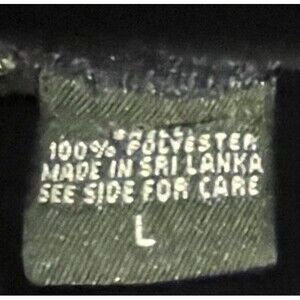 100% POLYESTER
MADE IN SRI LANKA
SEE SIDE FOR CARE
L